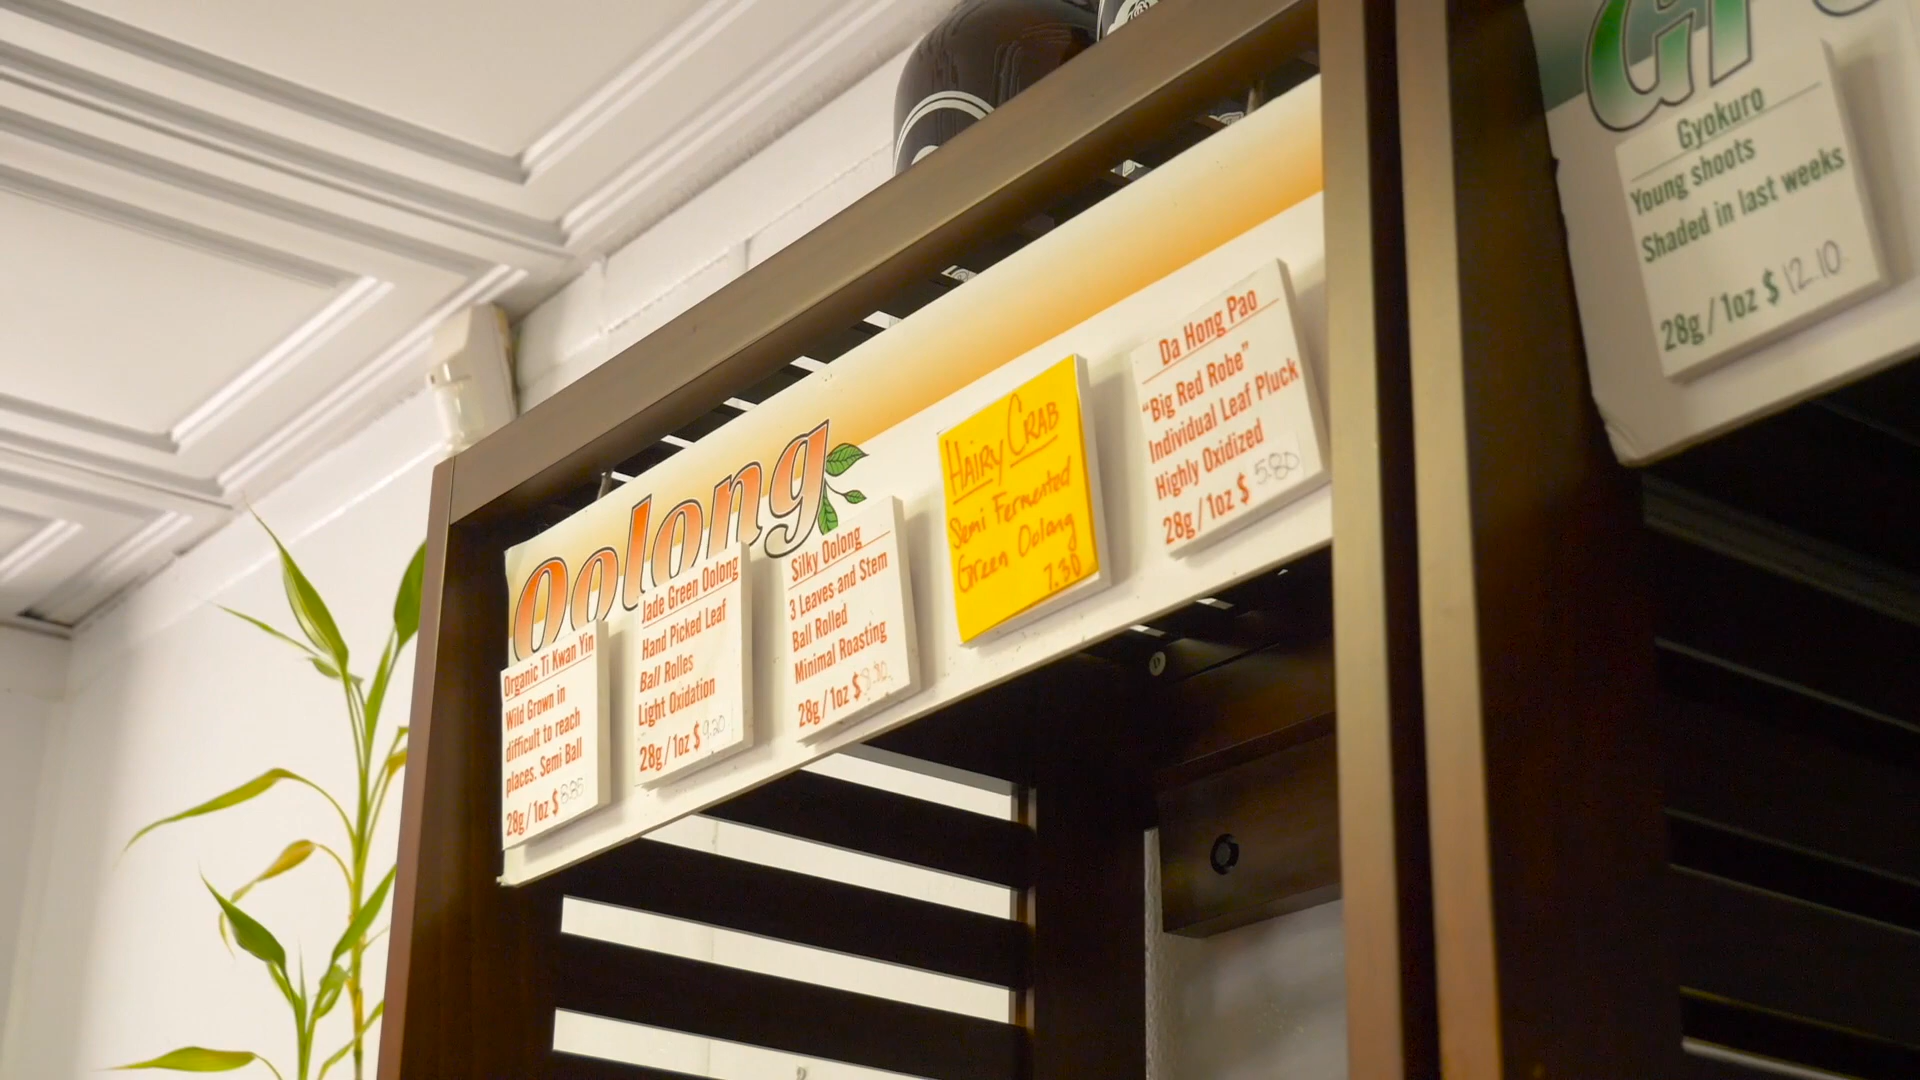 Oolong
Organic Ti Kwan Yin
Wild Grown in
difficult to reach
places. Semi Ball
28g / 1oz $ 8.85
Jade Green Oolong
Hand Picked Leaf
Ball Rolles
Light Oxidation
28g / 1oz $ 9.20
Silky Oolong
3 Leaves and Stem
Ball Rolled
Minimal Roasting
28g / 1oz $
HAIRY CRAB
Semi Fermented
Green Oolong
7.30
Da Hong Pao
"Big Red Robe"
Individual Leaf Pluck
Highly Oxidized
28g / 1oz $ 5.80
Gyokuro
Young shoots
Shaded in last weeks
28g / 1oz $ 12.10